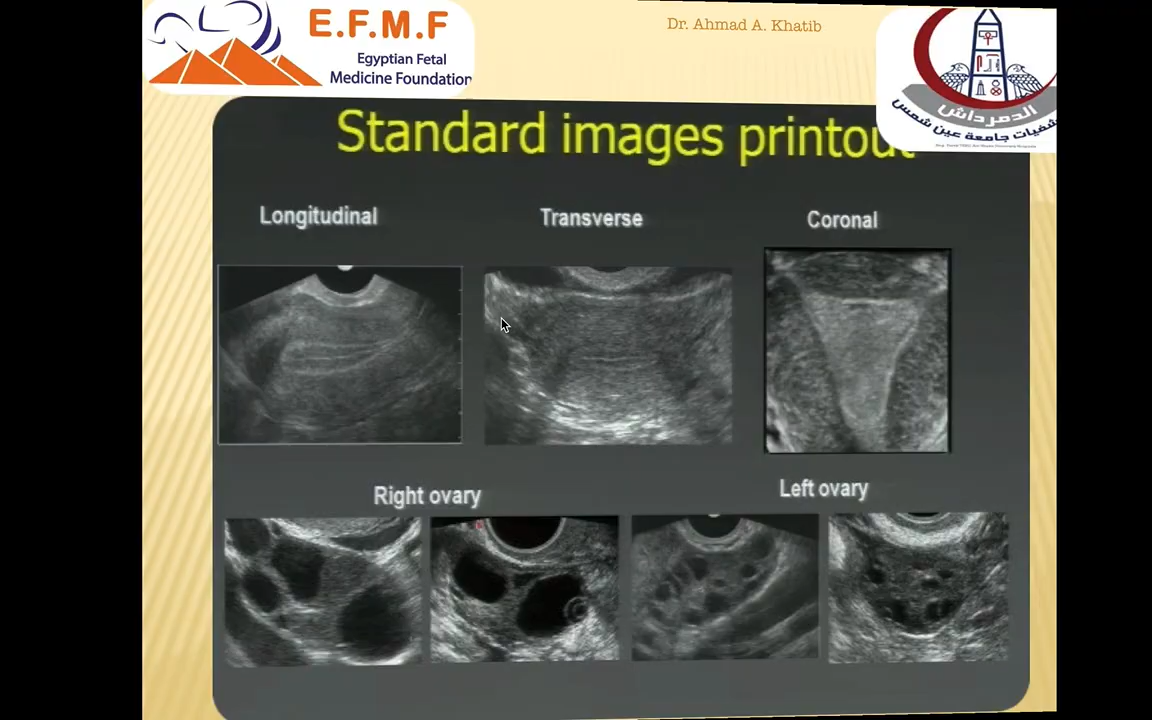 E.F.M.F
Egyptian Fetal
Medicine Foundation
Dr. Ahmad A. Khatib
الدمرداش
شفيات جامعة عين شمس
Standard images printout
Longitudinal
Transverse
Coronal
Right ovary
Left ovary